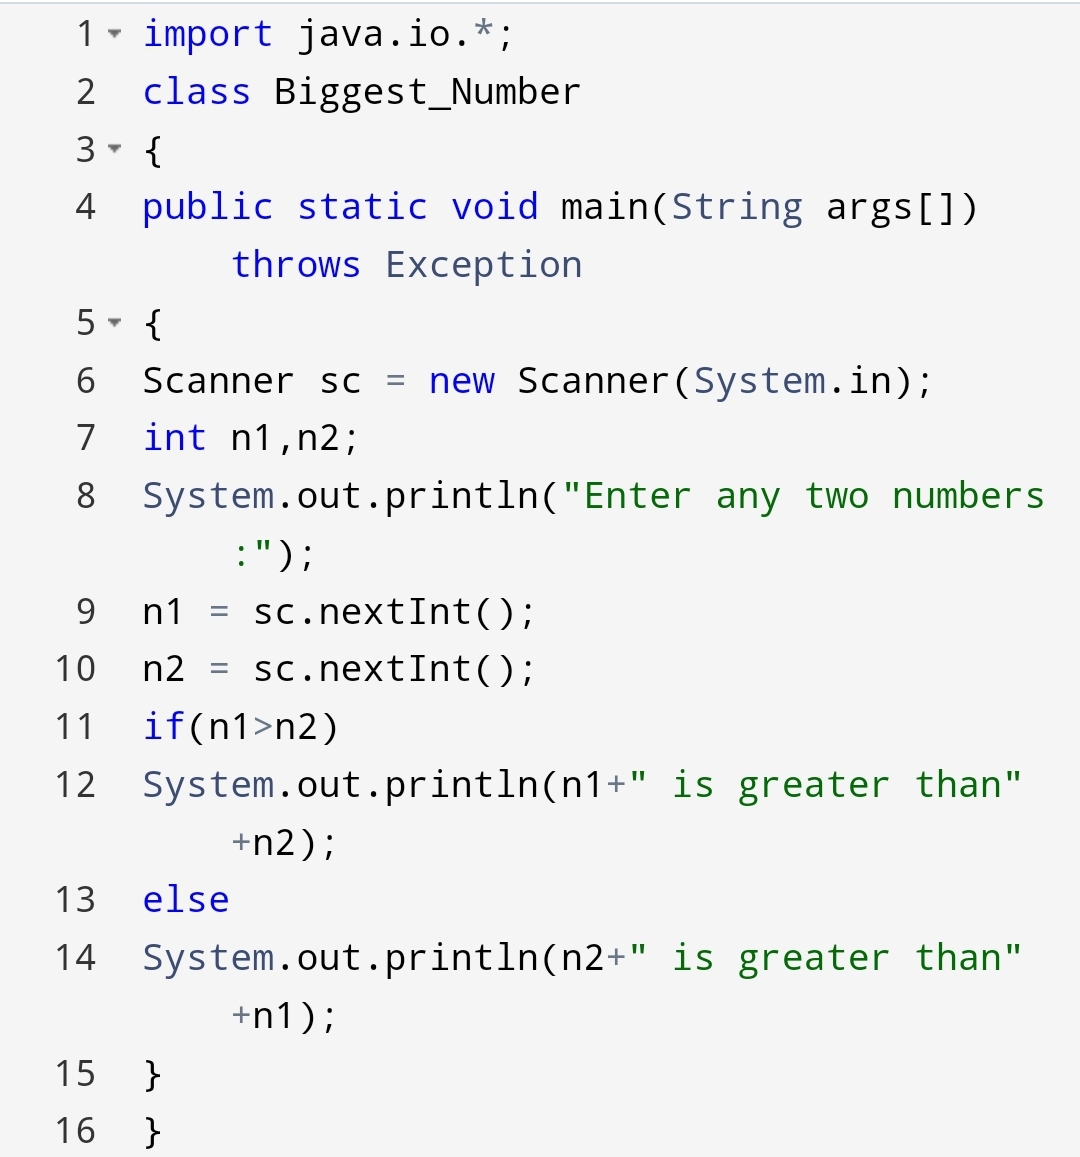 1 import java.io.*;
2 class Biggest_Number
3 {
4 public static void main(String args[])
throws Exception
5 {
6 Scanner sc = new Scanner(System.in);
7 int n1,n2;
8 System.out.println("Enter any two numbers
:");
9 n1 = sc.nextInt();
10 n2 = sc.nextInt();
11 if(n1>n2)
12 System.out.println(n1+" is greater than"
+n2);
13 else
14 System.out.println(n2+" is greater than"
+n1);
15 }
16 }